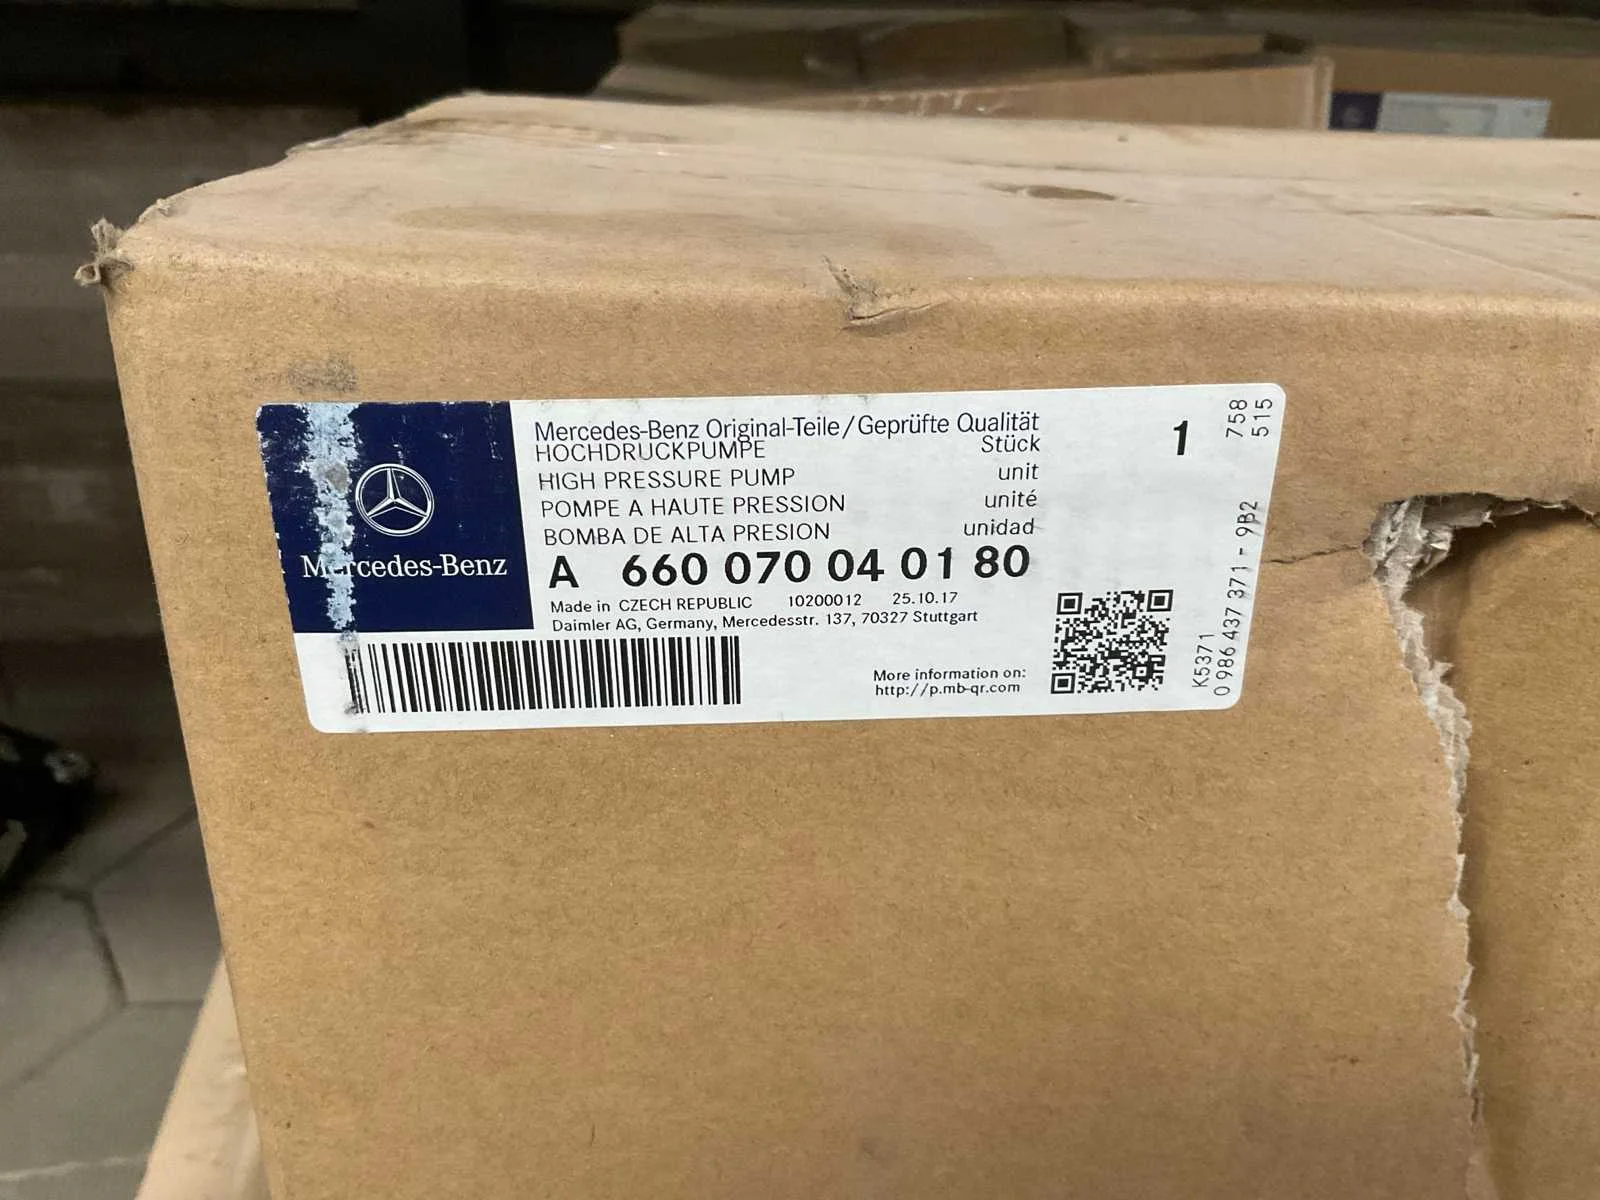 Mercedes-Benz
Mercedes-Benz Original-Teile/Geprüfte Qualität
HOCHDRUCKPUMPE Stück
HIGH PRESSURE PUMP unit
POMPE A HAUTE PRESSION unité
BOMBA DE ALTA PRESION unidad
1
A 660 070 04 01 80
Made in CZECH REPUBLIC 10200012 25.10.17
Daimler AG, Germany, Mercedesstr. 137, 70327 Stuttgart
More information on:
http://p.mb-qr.com
758
515
K5371
0 986 437 371 - 9B2